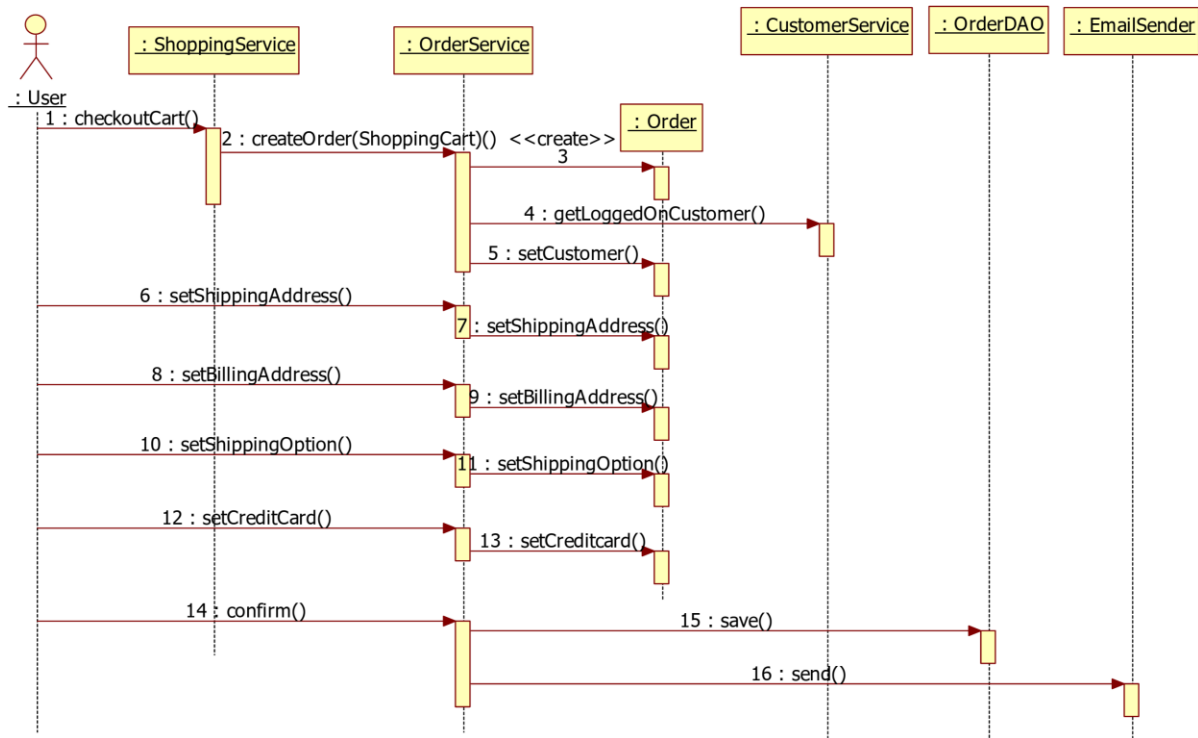 : ShoppingService
: OrderService
: CustomerService
: OrderDAO
: EmailSender
: User
: Order
1 : checkoutCart()
2 : createOrder(ShoppingCart)()
<<create>>
3
4 : getLoggedOnCustomer()
5 : setCustomer()
6 : setShippingAddress()
7 : setShippingAddress()
8 : setBillingAddress()
9 : setBillingAddress()
10 : setShippingOption()
11 : setShippingOption()
12 : setCreditCard()
13 : setCreditcard()
14 : confirm()
15 : save()
16 : send()